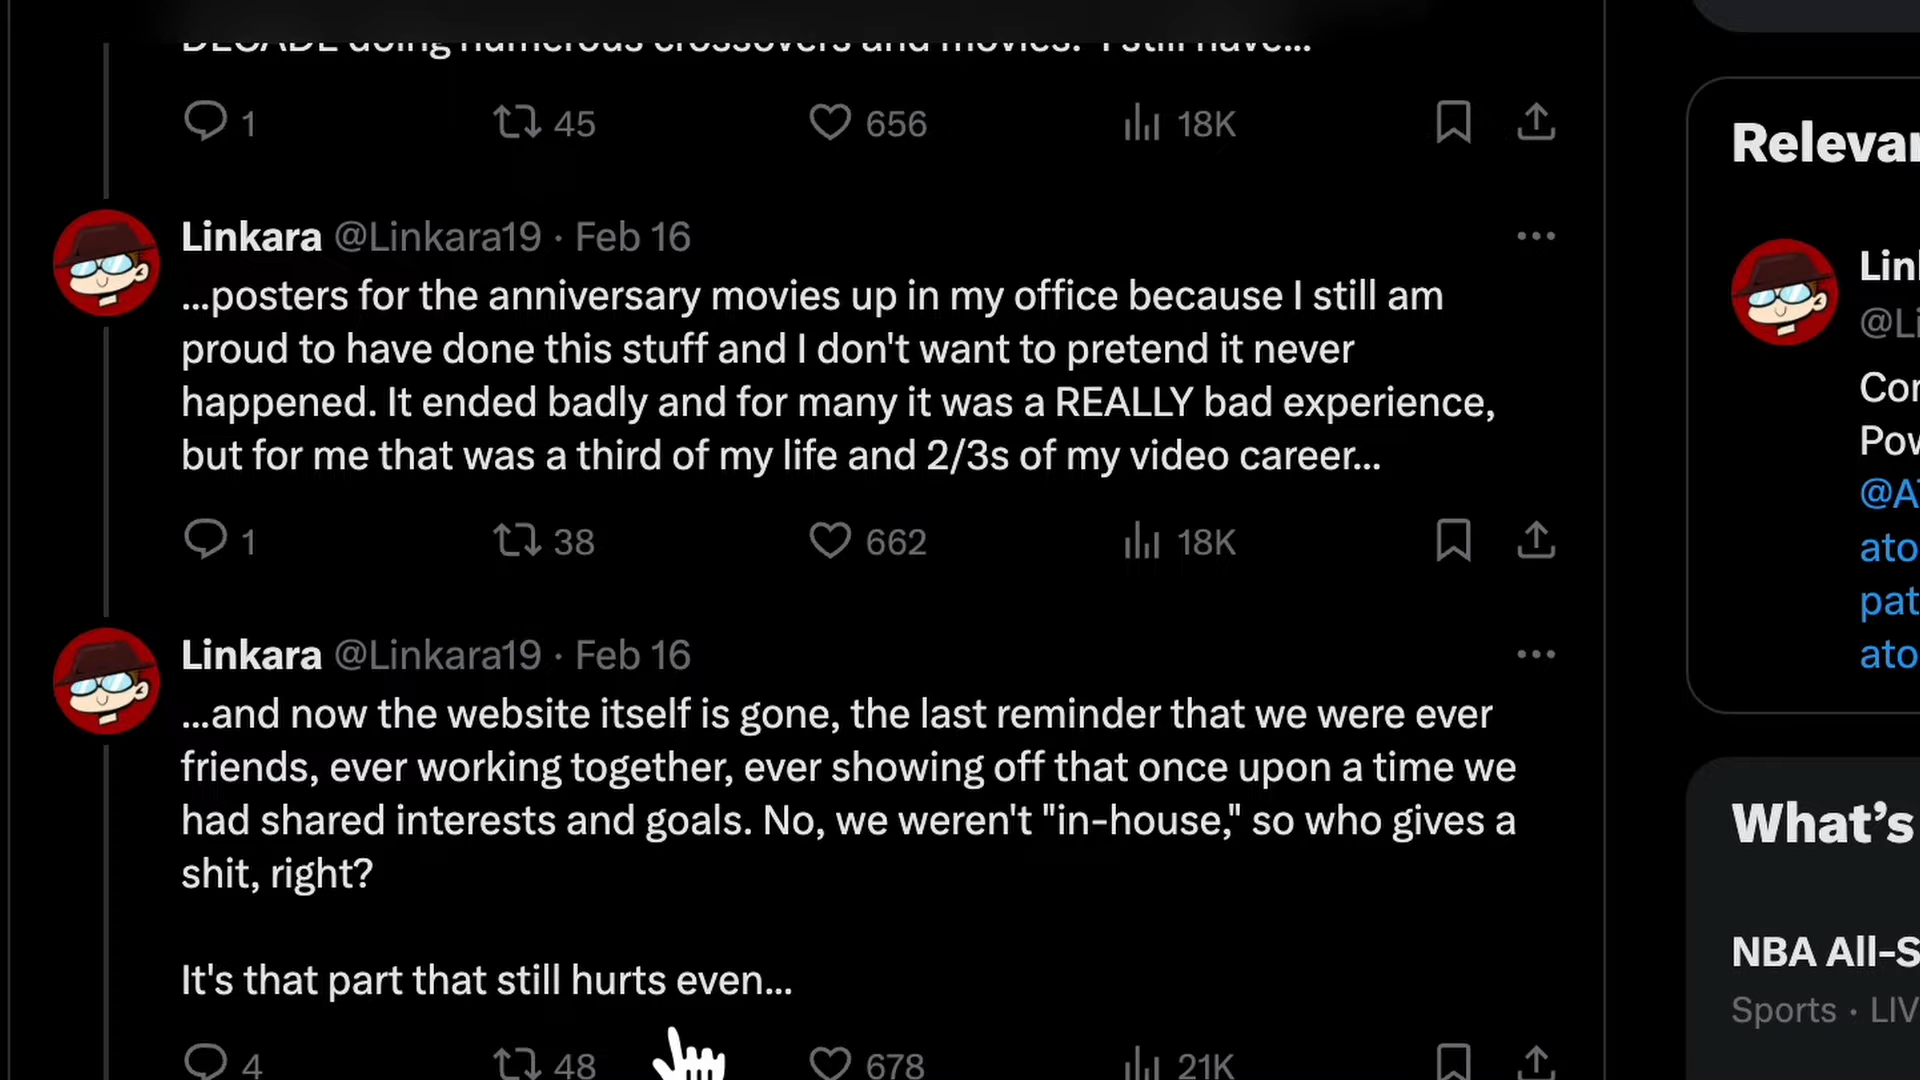 DECADE doing numerous crossovers and movies. I still have...
1 45 656 18K
Relevan
Linkara @Linkara19 · Feb 16
...posters for the anniversary movies up in my office because I still am
proud to have done this stuff and I don't want to pretend it never
happened. It ended badly and for many it was a REALLY bad experience,
but for me that was a third of my life and 2/3s of my video career...
1 38 662 18K
Lin
@Li
Cor
Pow
@A
ato
pat
ato
Linkara @Linkara19 · Feb 16
...and now the website itself is gone, the last reminder that we were ever
friends, ever working together, ever showing off that once upon a time we
had shared interests and goals. No, we weren't "in-house," so who gives a
shit, right?
It's that part that still hurts even...
4 48 678 21K
What's
NBA All-S
Sports · LIV